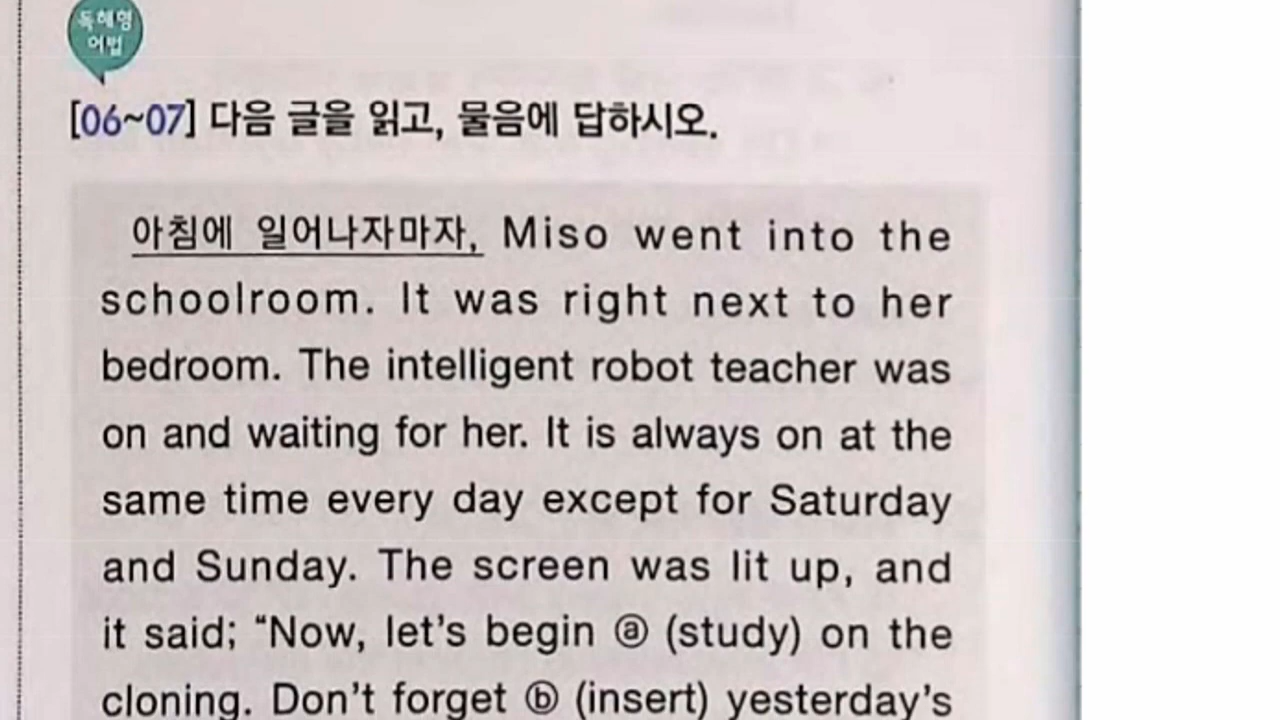 독해형
어법
[06~07] 다음 글을 읽고, 물음에 답하시오.
아침에 일어나자마자, Miso went into the
schoolroom. It was right next to her
bedroom. The intelligent robot teacher was
on and waiting for her. It is always on at the
same time every day except for Saturday
and Sunday. The screen was lit up, and
it said; “Now, let’s begin ⓐ (study) on the
cloning. Don’t forget ⓑ (insert) yesterday’s